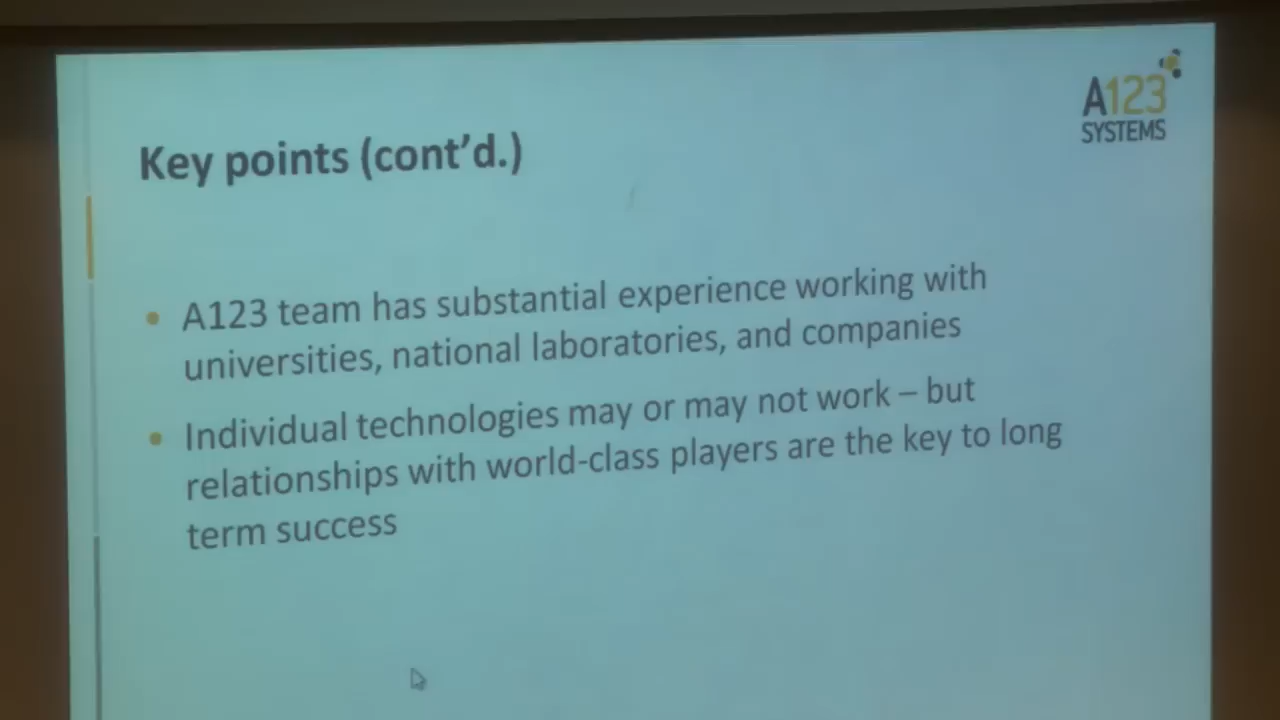 A123
SYSTEMS
Key points (cont'd.)
• A123 team has substantial experience working with
universities, national laboratories, and companies
• Individual technologies may or may not work – but
relationships with world-class players are the key to long
term success